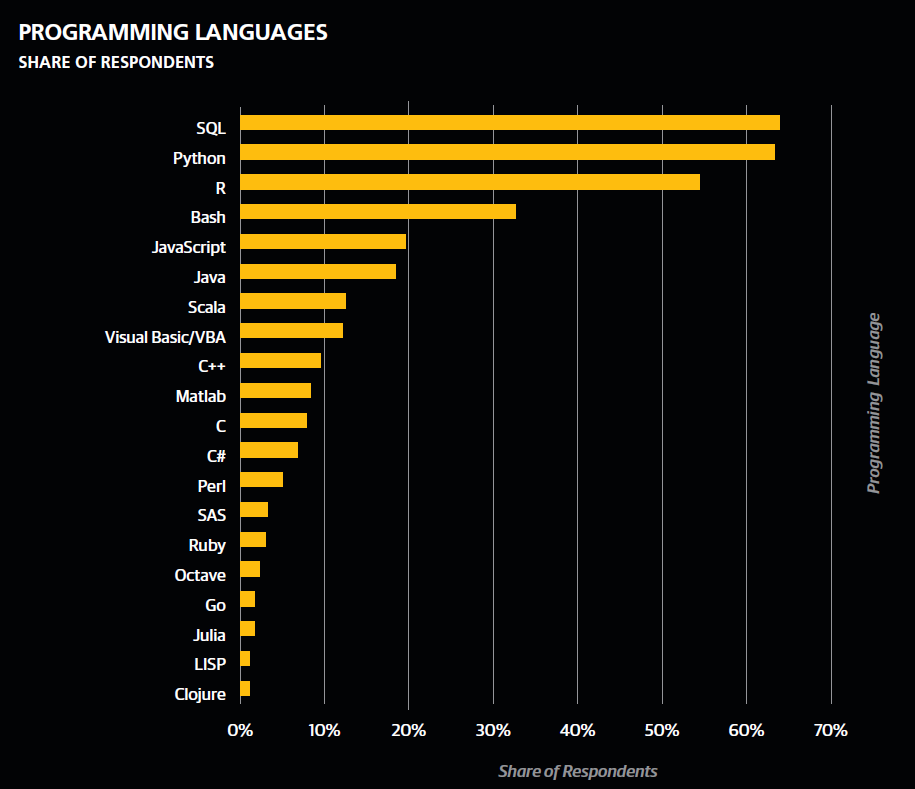 PROGRAMMING LANGUAGES
SHARE OF RESPONDENTS
SQL
Python
R
Bash
JavaScript
Java
Scala
Visual Basic/VBA
C++
Matlab
C
C#
Perl
SAS
Ruby
Octave
Go
Julia
LISP
Clojure
0% 10% 20% 30% 40% 50% 60% 70%
Share of Respondents
Programming Language